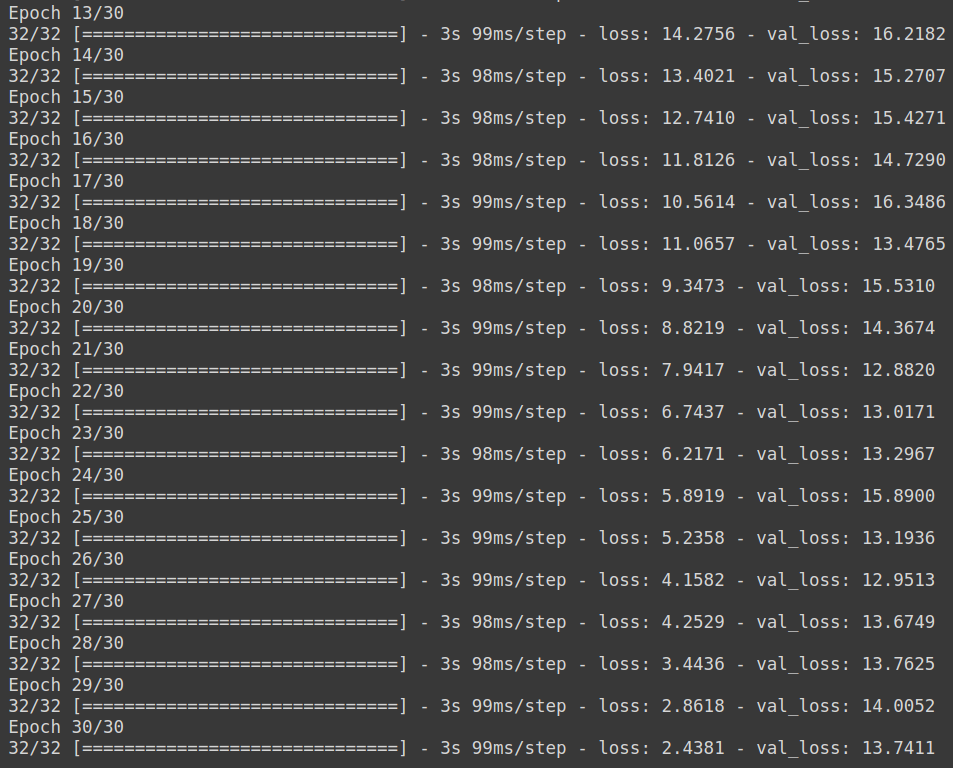 Epoch 13/30
32/32 [==============================] - 3s 99ms/step - loss: 14.2756 - val_loss: 16.2182
Epoch 14/30
32/32 [==============================] - 3s 98ms/step - loss: 13.4021 - val_loss: 15.2707
Epoch 15/30
32/32 [==============================] - 3s 98ms/step - loss: 12.7410 - val_loss: 15.4271
Epoch 16/30
32/32 [==============================] - 3s 98ms/step - loss: 11.8126 - val_loss: 14.7290
Epoch 17/30
32/32 [==============================] - 3s 99ms/step - loss: 10.5614 - val_loss: 16.3486
Epoch 18/30
32/32 [==============================] - 3s 99ms/step - loss: 11.0657 - val_loss: 13.4765
Epoch 19/30
32/32 [==============================] - 3s 98ms/step - loss: 9.3473 - val_loss: 15.5310
Epoch 20/30
32/32 [==============================] - 3s 99ms/step - loss: 8.8219 - val_loss: 14.3674
Epoch 21/30
32/32 [==============================] - 3s 99ms/step - loss: 7.9417 - val_loss: 12.8820
Epoch 22/30
32/32 [==============================] - 3s 99ms/step - loss: 6.7437 - val_loss: 13.0171
Epoch 23/30
32/32 [==============================] - 3s 98ms/step - loss: 6.2171 - val_loss: 13.2967
Epoch 24/30
32/32 [==============================] - 3s 99ms/step - loss: 5.8919 - val_loss: 15.8900
Epoch 25/30
32/32 [==============================] - 3s 99ms/step - loss: 5.2358 - val_loss: 13.1936
Epoch 26/30
32/32 [==============================] - 3s 99ms/step - loss: 4.1582 - val_loss: 12.9513
Epoch 27/30
32/32 [==============================] - 3s 98ms/step - loss: 4.2529 - val_loss: 13.6749
Epoch 28/30
32/32 [==============================] - 3s 98ms/step - loss: 3.4436 - val_loss: 13.7625
Epoch 29/30
32/32 [==============================] - 3s 99ms/step - loss: 2.8618 - val_loss: 14.0052
Epoch 30/30
32/32 [==============================] - 3s 99ms/step - loss: 2.4381 - val_loss: 13.7411